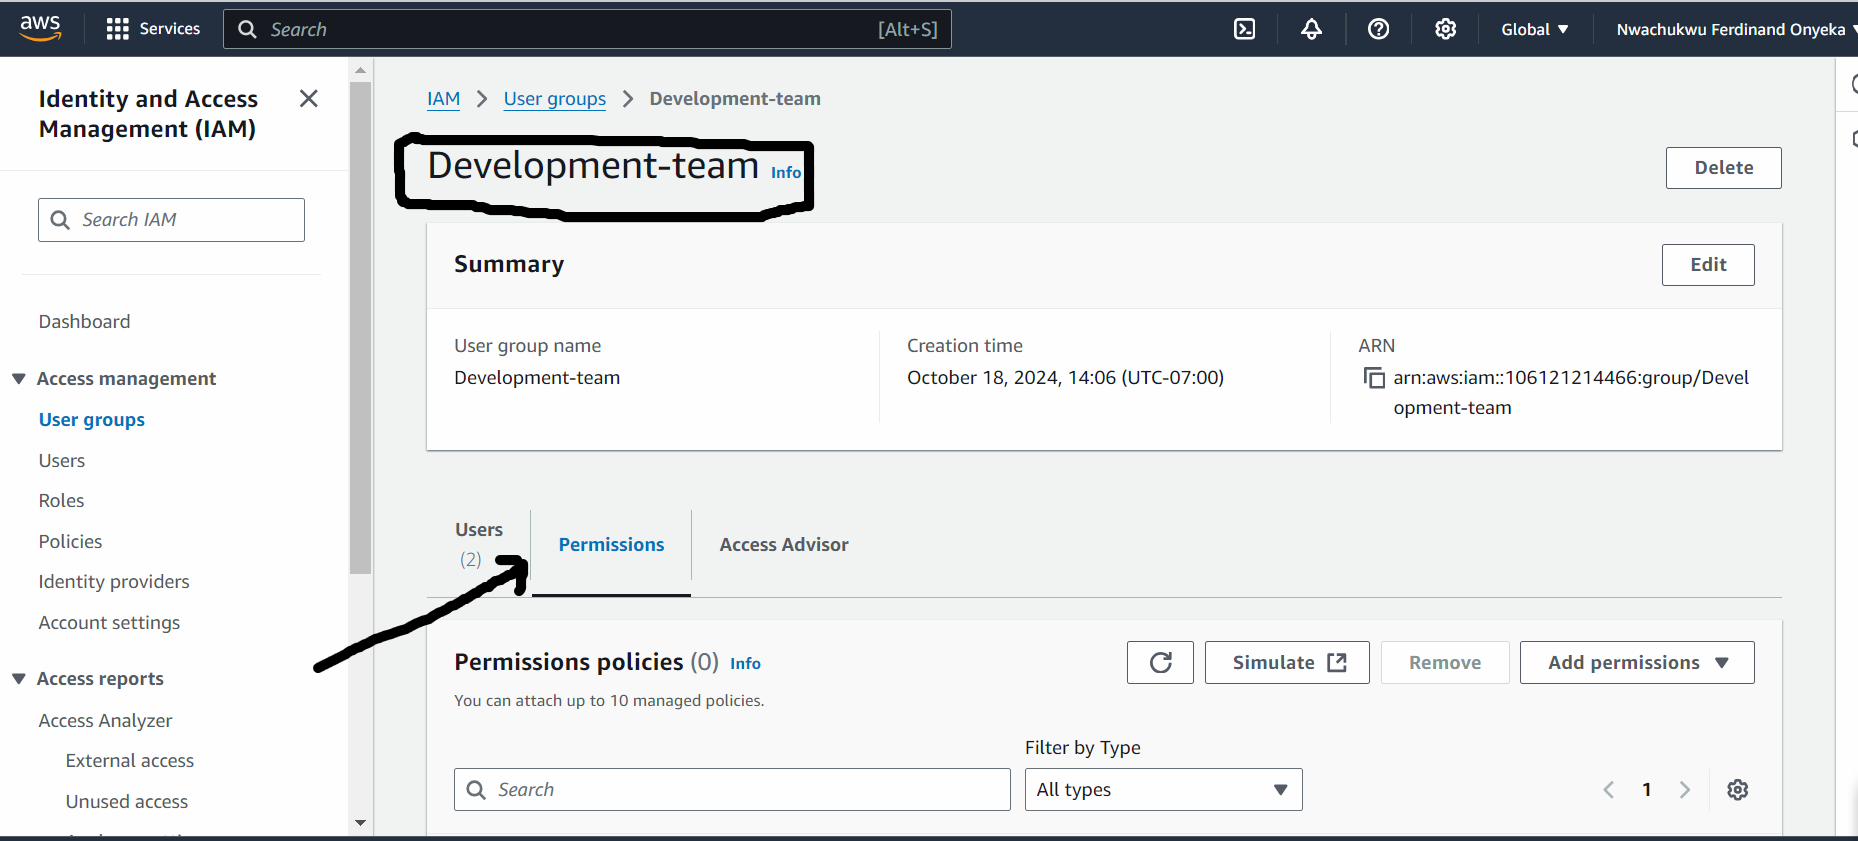 aws
Services
Search
[Alt+S]
Global
Nwachukwu Ferdinand Onyeka
Identity and Access
Management (IAM)
Search IAM
Dashboard
Access management
User groups
Users
Roles
Policies
Identity providers
Account settings
Access reports
Access Analyzer
External access
Unused access
IAM
User groups
Development-team
Development-team Info
Delete
Summary
Edit
User group name
Development-team
Creation time
October 18, 2024, 14:06 (UTC-07:00)
ARN
arn:aws:iam::106121214466:group/Devel
opment-team
Users
(2)
Permissions
Access Advisor
Permissions policies (0) Info
Simulate
Remove
Add permissions
You can attach up to 10 managed policies.
Filter by Type
Search
All types
1